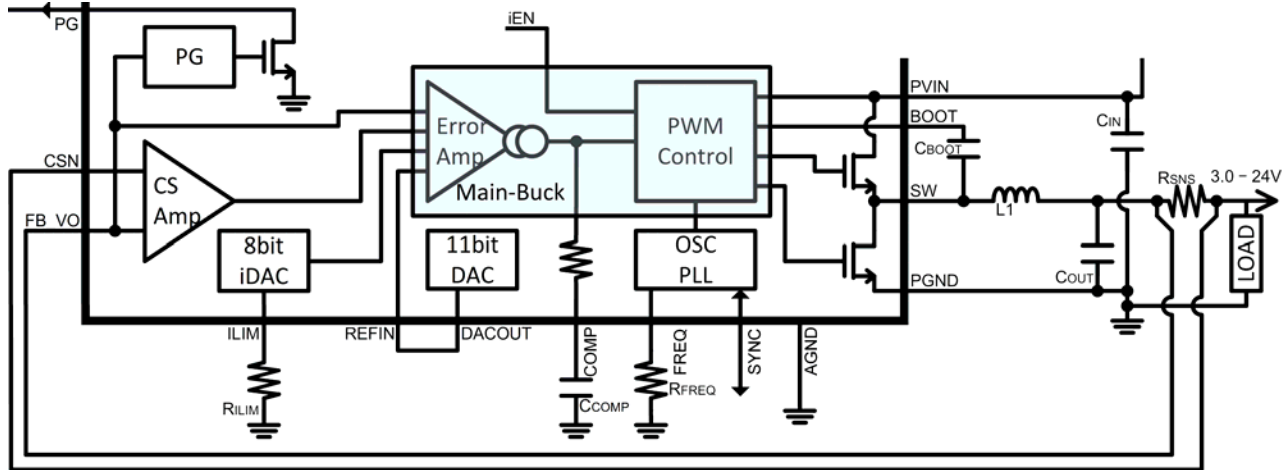 PG
iEN
PG
PVIN
Error
Amp
PWM
Control
BOOT
CIN
CBOOT
CSN
CS
Amp
Main-Buck
RSNS
3.0 – 24V
SW
L1
FB_VO
8bit
iDAC
11bit
DAC
OSC
PLL
LOAD
COUT
PGND
ILIM
REFIN
DACOUT
COMP
FREQ
SYNC
AGND
RILIM
CCOMP
RFREQ